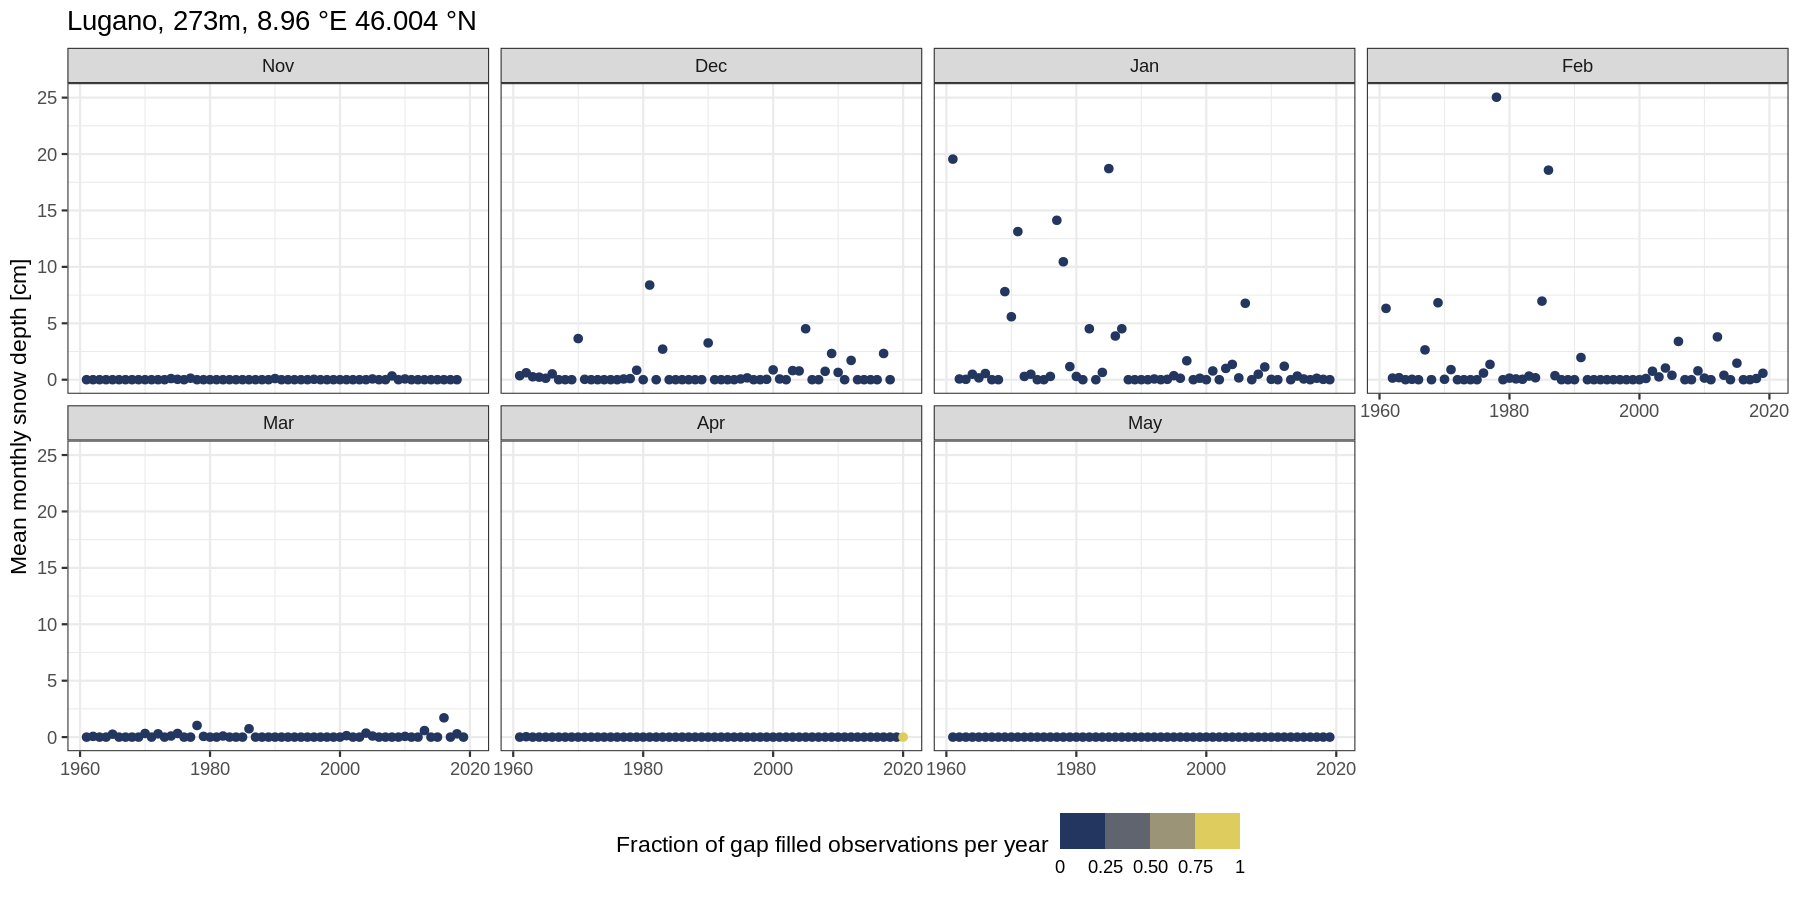 Lugano, 273m, 8.96 °E 46.004 °N
Nov
Dec
Jan
Feb
Mean monthly snow depth [cm]
25
20
15
10
5
0
1960 1980 2000 2020
Mar
Apr
May
25
20
15
10
5
0
1960 1980 2000 2020
1960 1980 2000 2020
1960 1980 2000 2020
Fraction of gap filled observations per year
0 0.25 0.50 0.75 1